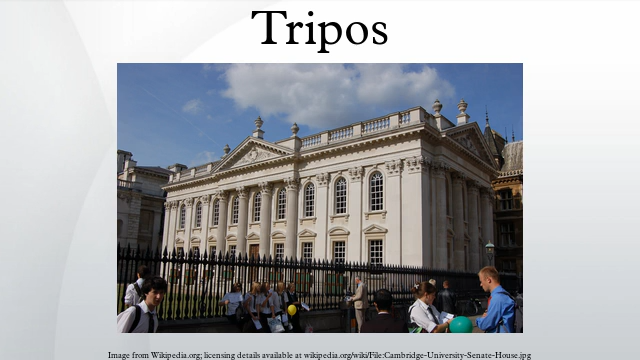 Tripos
Image from Wikipedia.org; licensing details available at wikipedia.org/wiki/File:Cambridge-University-Senate-House.jpg